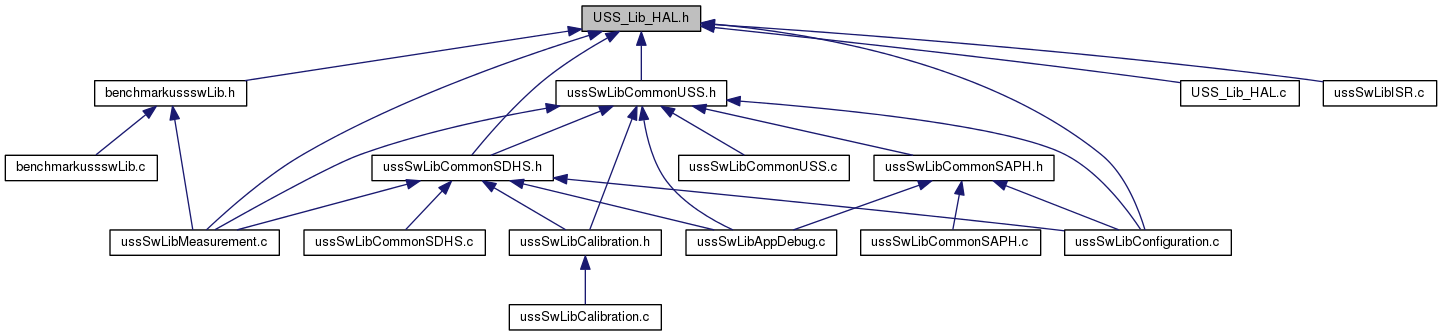 USS_Lib_HAL.h
benchmarkussswLib.h
ussSwLibCommonUSS.h
USS_Lib_HAL.c
ussSwLibISR.c
benchmarkussswLib.c
ussSwLibCommonSDHS.h
ussSwLibCommonUSS.c
ussSwLibCommonSAPH.h
ussSwLibMeasurement.c
ussSwLibCommonSDHS.c
ussSwLibCalibration.h
ussSwLibAppDebug.c
ussSwLibCommonSAPH.c
ussSwLibConfiguration.c
ussSwLibCalibration.c